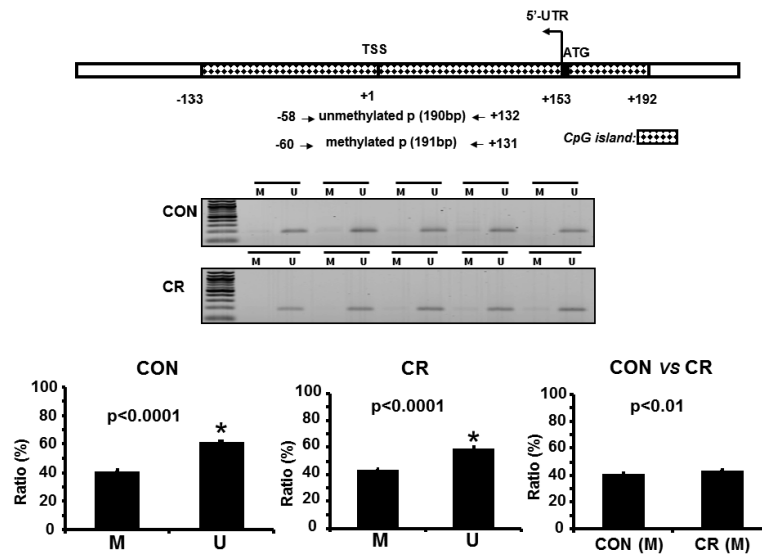 5'-UTR
TSS
ATG
-133
+1
+153
+192
-58 → unmethylated p (190bp) ← +132
-60 → methylated p (191bp) ← +131
CpG island:
M U M U M U M U M U
CON
M U M U M U M U M U
CR
CON
p<0.0001
*
Ratio (%)
100
80
60
40
20
0
M U
CR
p<0.0001
*
Ratio (%)
100
80
60
40
20
0
M U
CON vs CR
p<0.01
Ratio (%)
100
80
60
40
20
0
CON (M) CR (M)